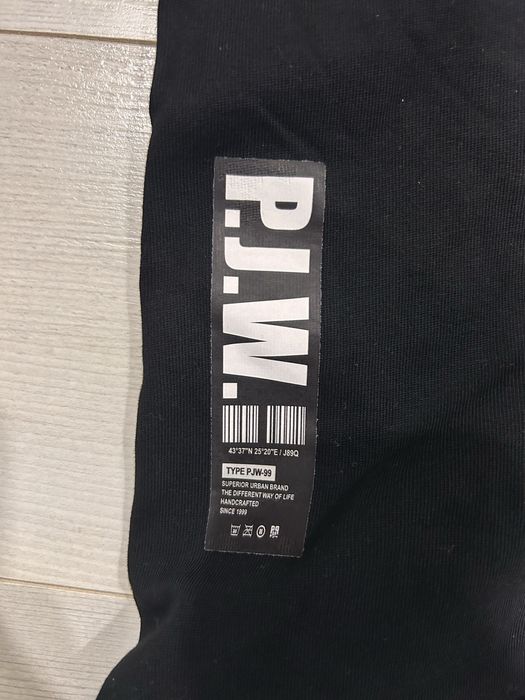 P.J.W.
43°37"N 25°20"E / J89Q
TYPE PJW-99
SUPERIOR URBAN BRAND
THE DIFFERENT WAY OF LIFE
HANDCRAFTED
SINCE 1999